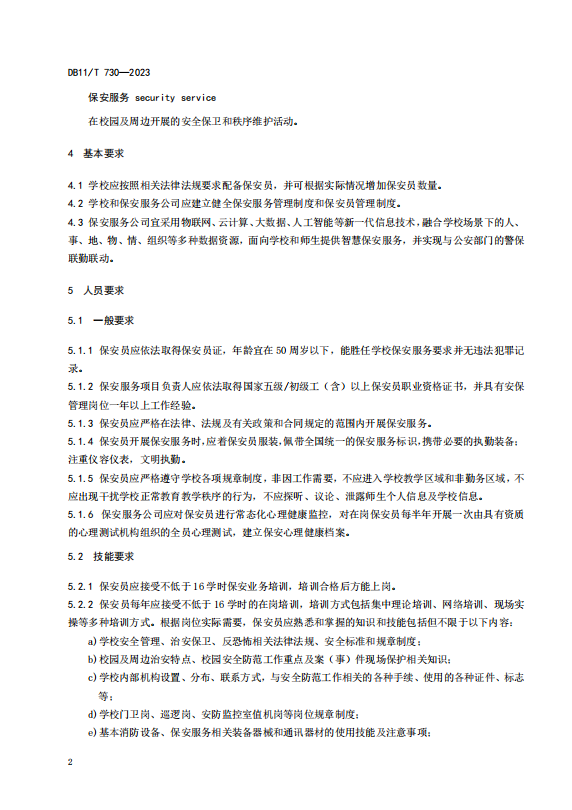 DB11/T 730—2023
保安服务 security service
在校园及周边开展的安全保卫和秩序维护活动。
4 基本要求
4.1 学校应按照相关法律法规要求配备保安员，并可根据实际情况增加保安员数量。
4.2 学校和保安服务公司应建立健全保安服务管理制度和保安员管理制度。
4.3 保安服务公司宜采用物联网、云计算、大数据、人工智能等新一代信息技术，融合学校场景下的人、
事、地、物、情、组织等多种数据资源，面向学校和师生提供智慧保安服务，并实现与公安部门的警保
联勤联动。
5 人员要求
5.1 一般要求
5.1.1 保安员应依法取得保安员证，年龄宜在 50 周岁以下，能胜任学校保安服务要求并无违法犯罪记
录。
5.1.2 保安服务项目负责人应依法取得国家五级/初级工（含）以上保安员职业资格证书，并具有安保
管理岗位一年以上工作经验。
5.1.3 保安员应严格在法律、法规及有关政策和合同规定的范围内开展保安服务。
5.1.4 保安员开展保安服务时，应着保安员服装，佩带全国统一的保安服务标识，携带必要的执勤装备；
注重仪容仪表，文明执勤。
5.1.5 保安员应严格遵守学校各项规章制度，非因工作需要，不应进入学校教学区域和非勤务区域，不
应出现干扰学校正常教育教学秩序的行为，不应探听、议论、泄露师生个人信息及学校信息。
5.1.6 保安服务公司应对保安员进行常态化心理健康监控，对在岗保安员每半年开展一次由具有资质
的心理测试机构组织的全员心理测试，建立保安心理健康档案。
5.2 技能要求
5.2.1 保安员应接受不低于 16 学时保安业务培训，培训合格后方能上岗。
5.2.2 保安员每年应接受不低于 16 学时的在岗培训，培训方式包括集中理论培训、网络培训、现场实
操等多种培训方式。根据岗位实际需要，保安员应熟悉和掌握的知识和技能包括但不限于以下内容：
a) 学校安全管理、治安保卫、反恐怖相关法律法规、安全标准和规章制度；
b) 校园及周边治安特点、校园安全防范工作重点及案（事）件现场保护相关知识；
c) 学校内部机构设置、分布、联系方式，与安全防范工作相关的各种手续、使用的各种证件、标志
等；
d) 学校门卫岗、巡逻岗、安防监控室值机岗等岗位规章制度；
e) 基本消防设备、保安服务相关装备器械和通讯器材的使用技能及注意事项；
2